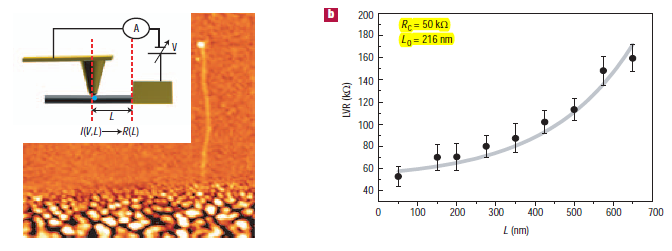 A
V
L
I(V,L)⟶R(L)
b
R_C = 50 kΩ
L_0 = 216 nm
LVR (kΩ)
200
180
160
140
120
100
80
60
40
0 100 200 300 400 500 600 700
L (nm)